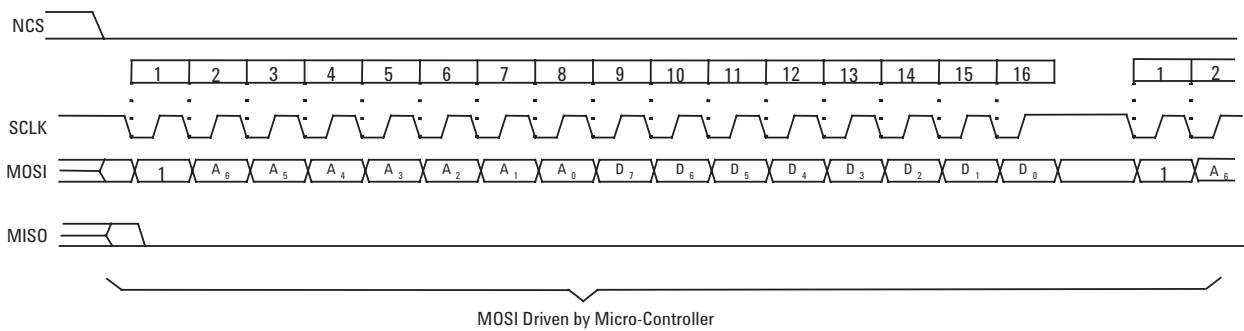 NCS
1 2 3 4 5 6 7 8 9 10 11 12 13 14 15 16 1 2
SCLK
MOSI 1 A6 A5 A4 A3 A2 A1 A0 D7 D6 D5 D4 D3 D2 D1 D0 1 A6
MISO
MOSI Driven by Micro-Controller